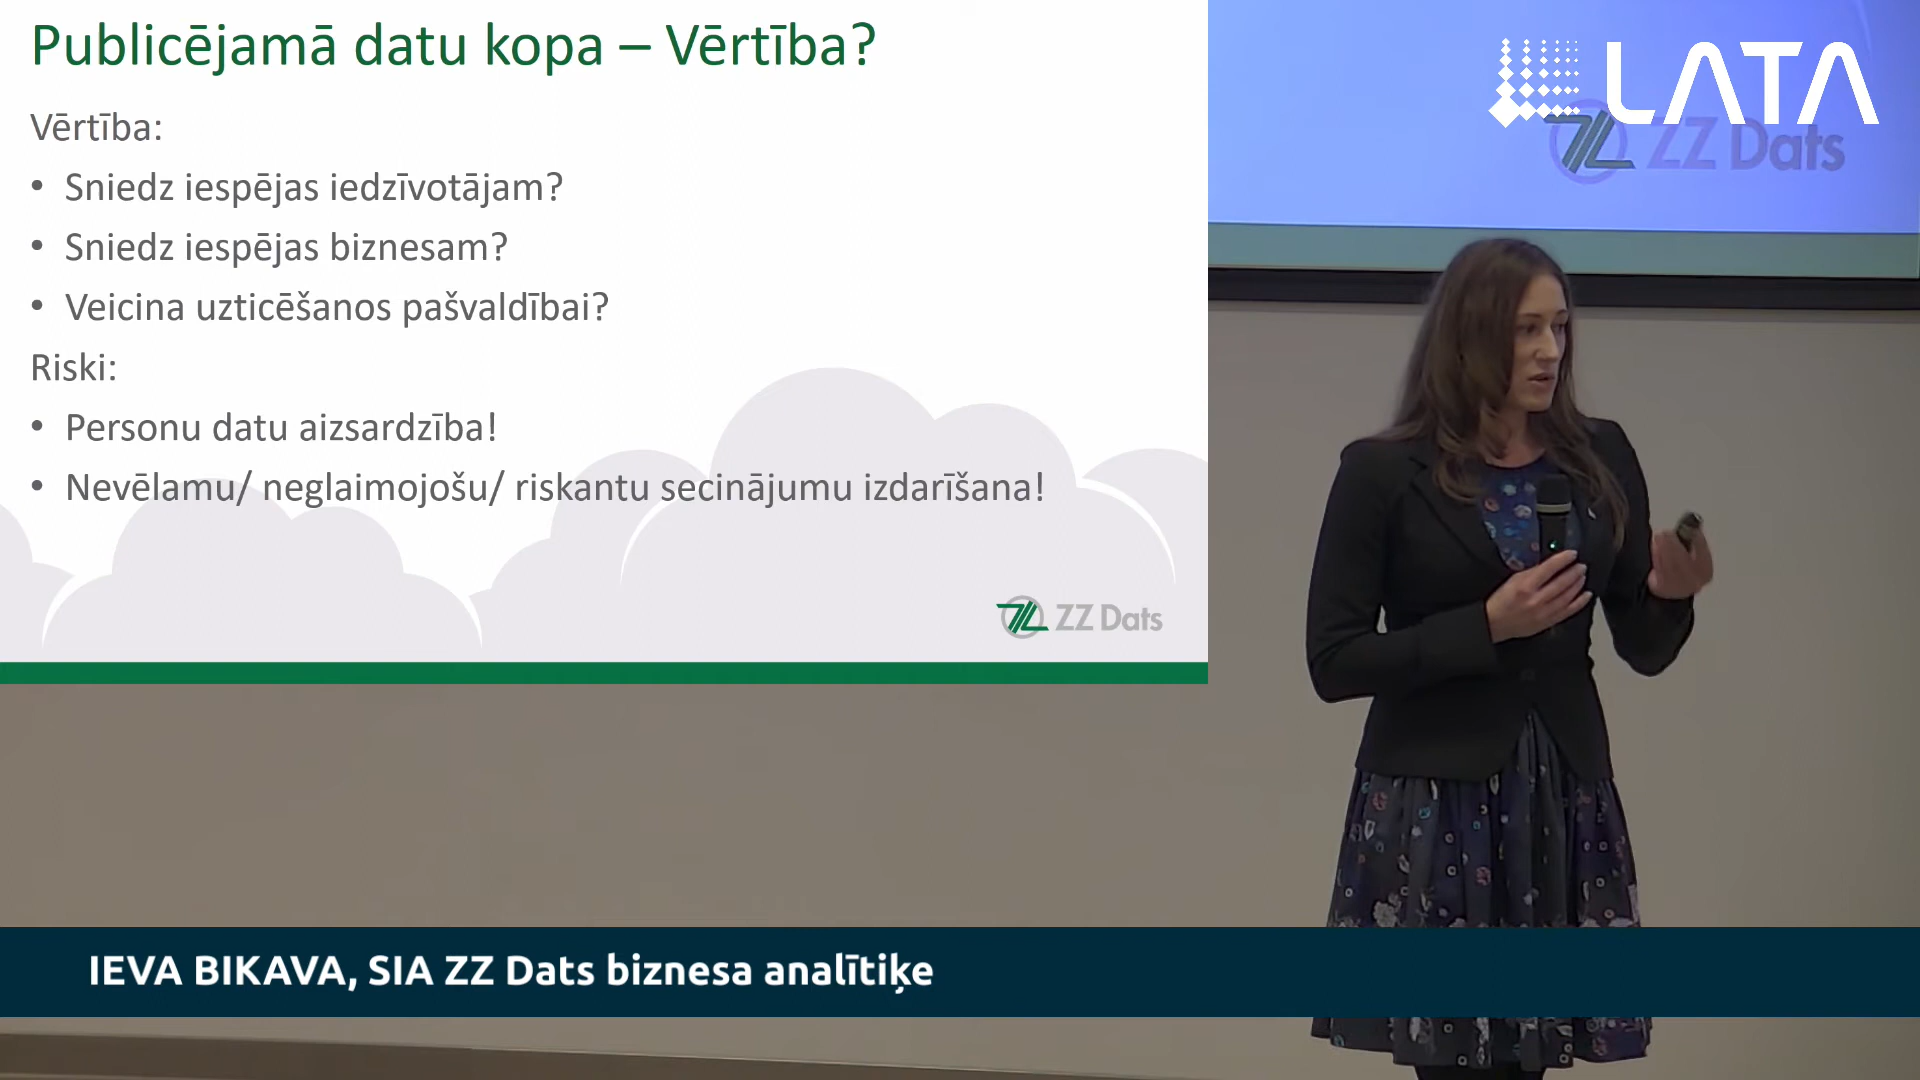 Publicējamā datu kopa – Vērtība?
Vērtība:
• Sniedz iespējas iedzīvotājam?
• Sniedz iespējas biznesam?
• Veicina uzticēšanos pašvaldībai?
Riski:
• Personu datu aizsardzība!
• Nevēlamu/ neglaimojošu/ riskantu secinājumu izdarīšana!
ZZ Dats
LATA
ZZ Dats
IEVA BIKAVA, SIA ZZ Dats biznesa analītiķe